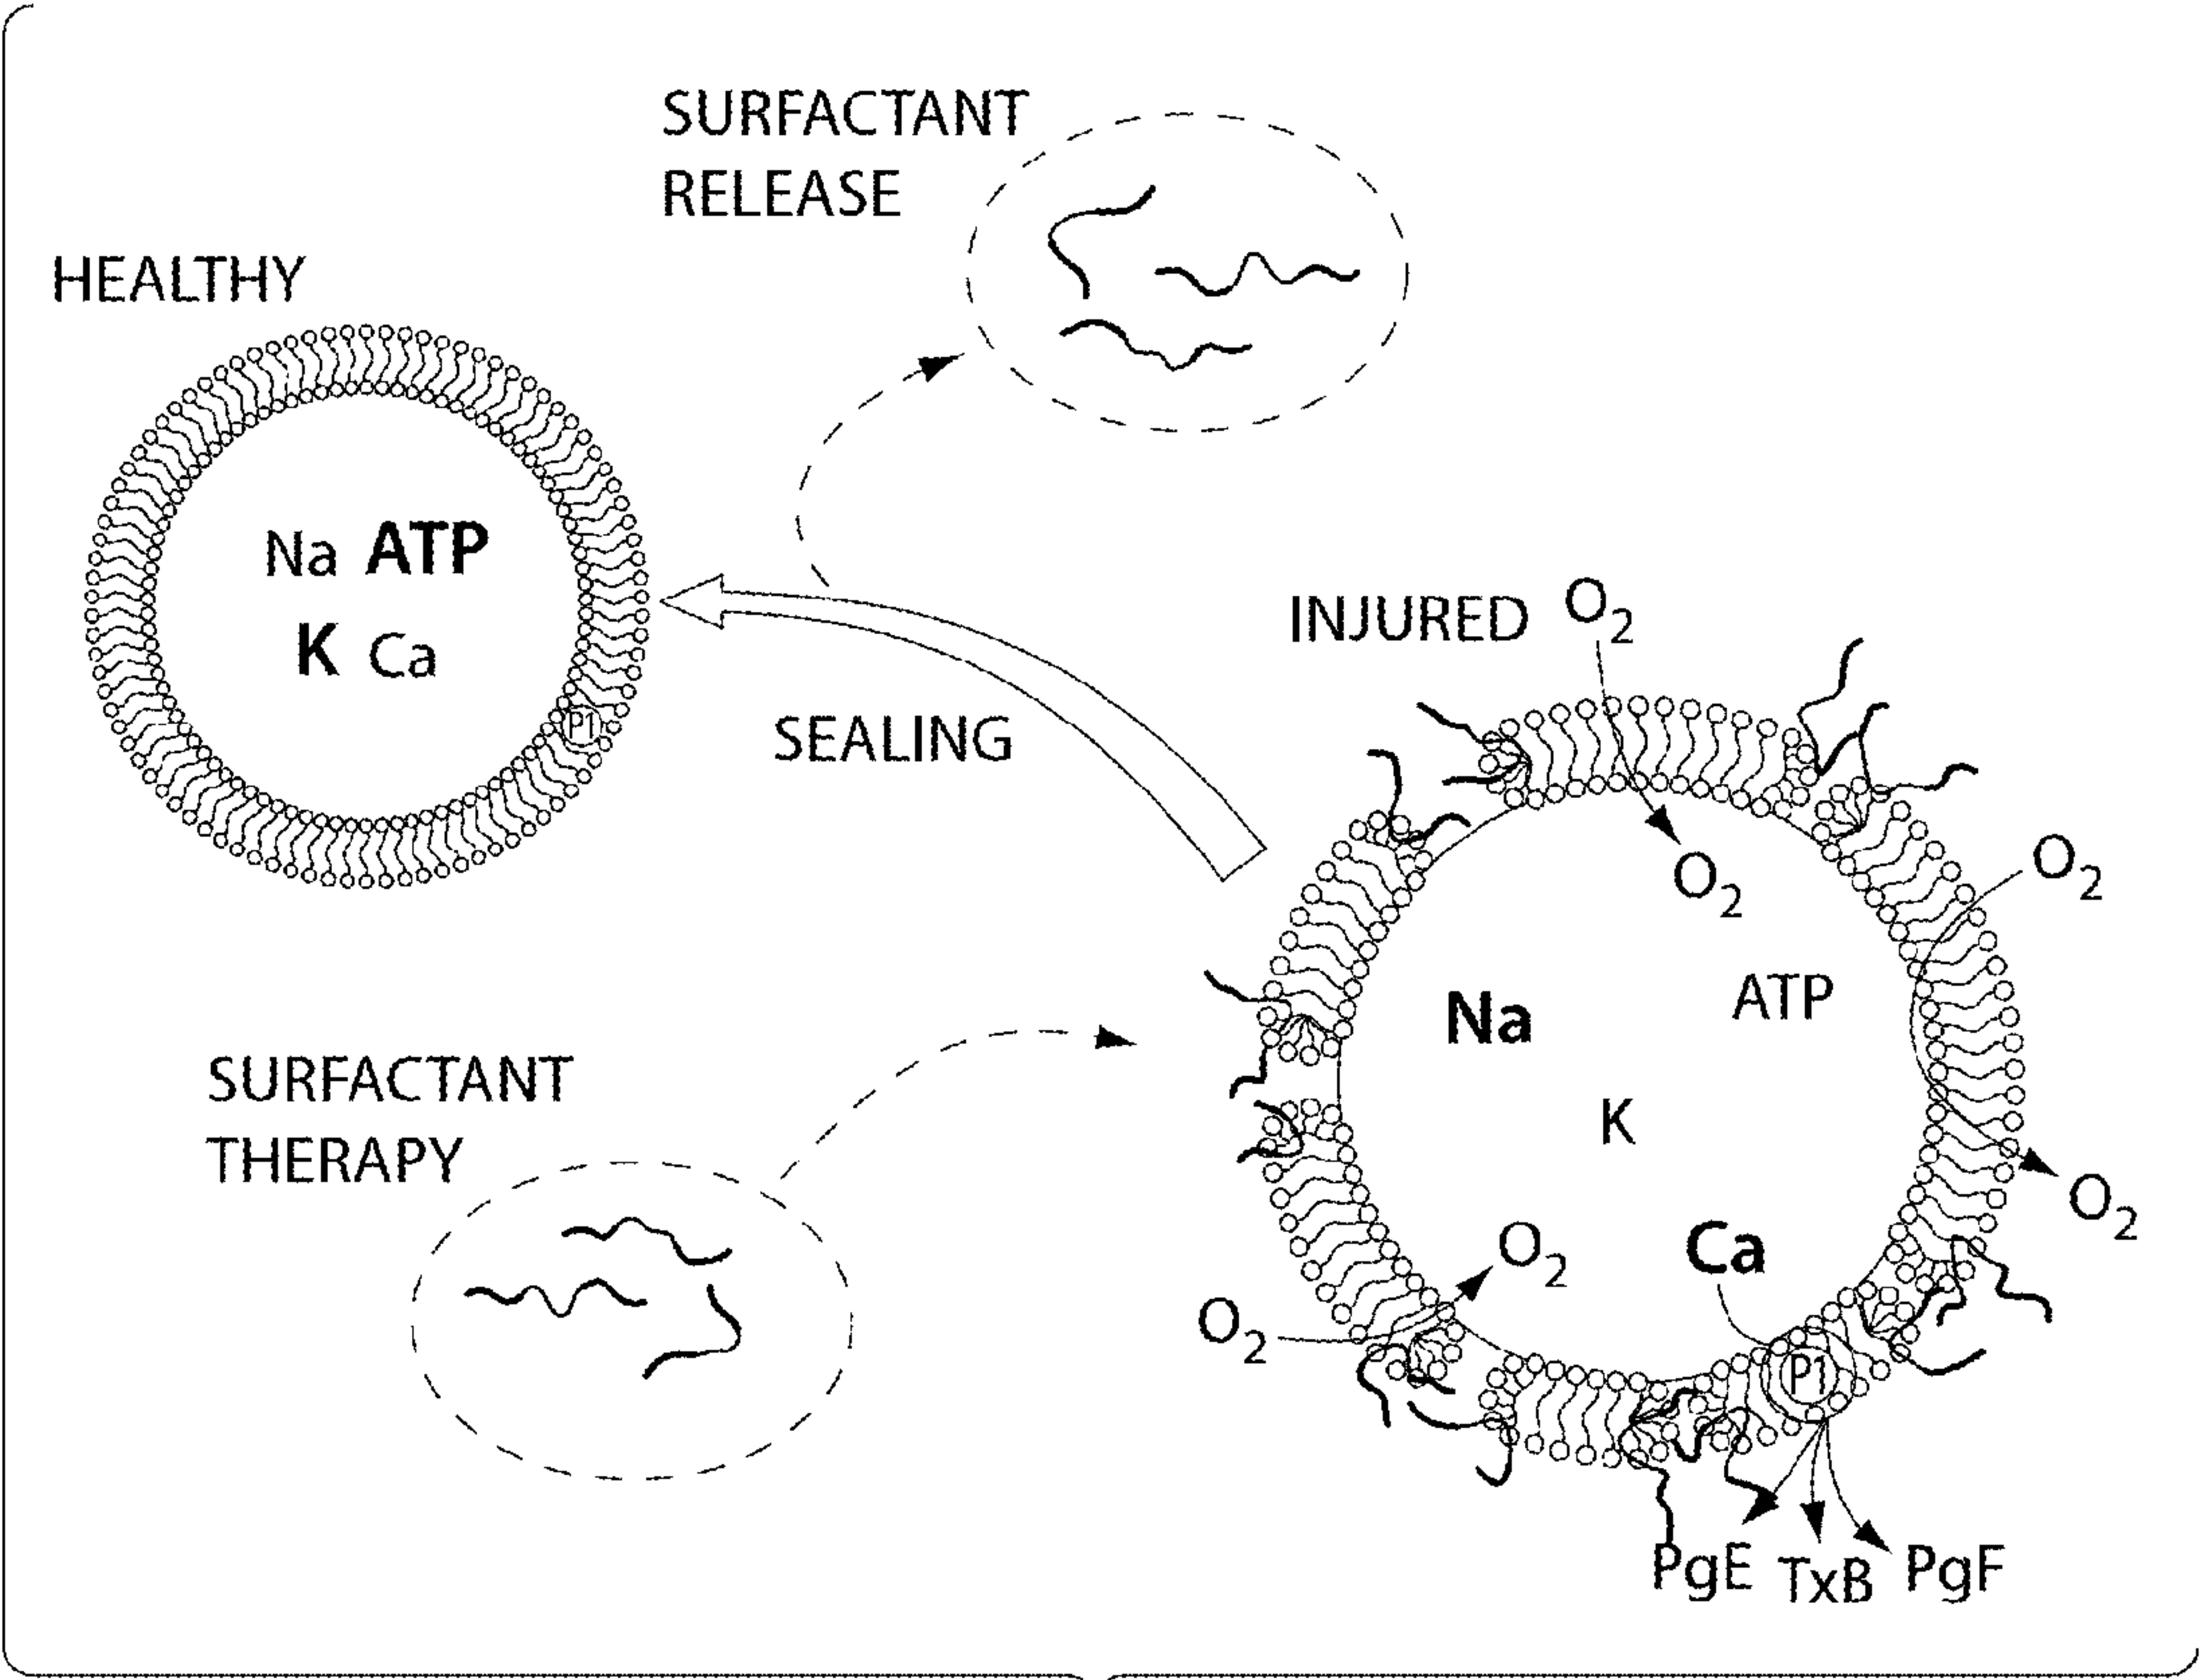 SURFACTANT
RELEASE
HEALTHY
Na ATP
K Ca
P1
SEALING
INJURED
O2
O2
O2
Na
ATP
K
SURFACTANT
THERAPY
O2
O2
Ca
O2
P1
PgE TxB PgF